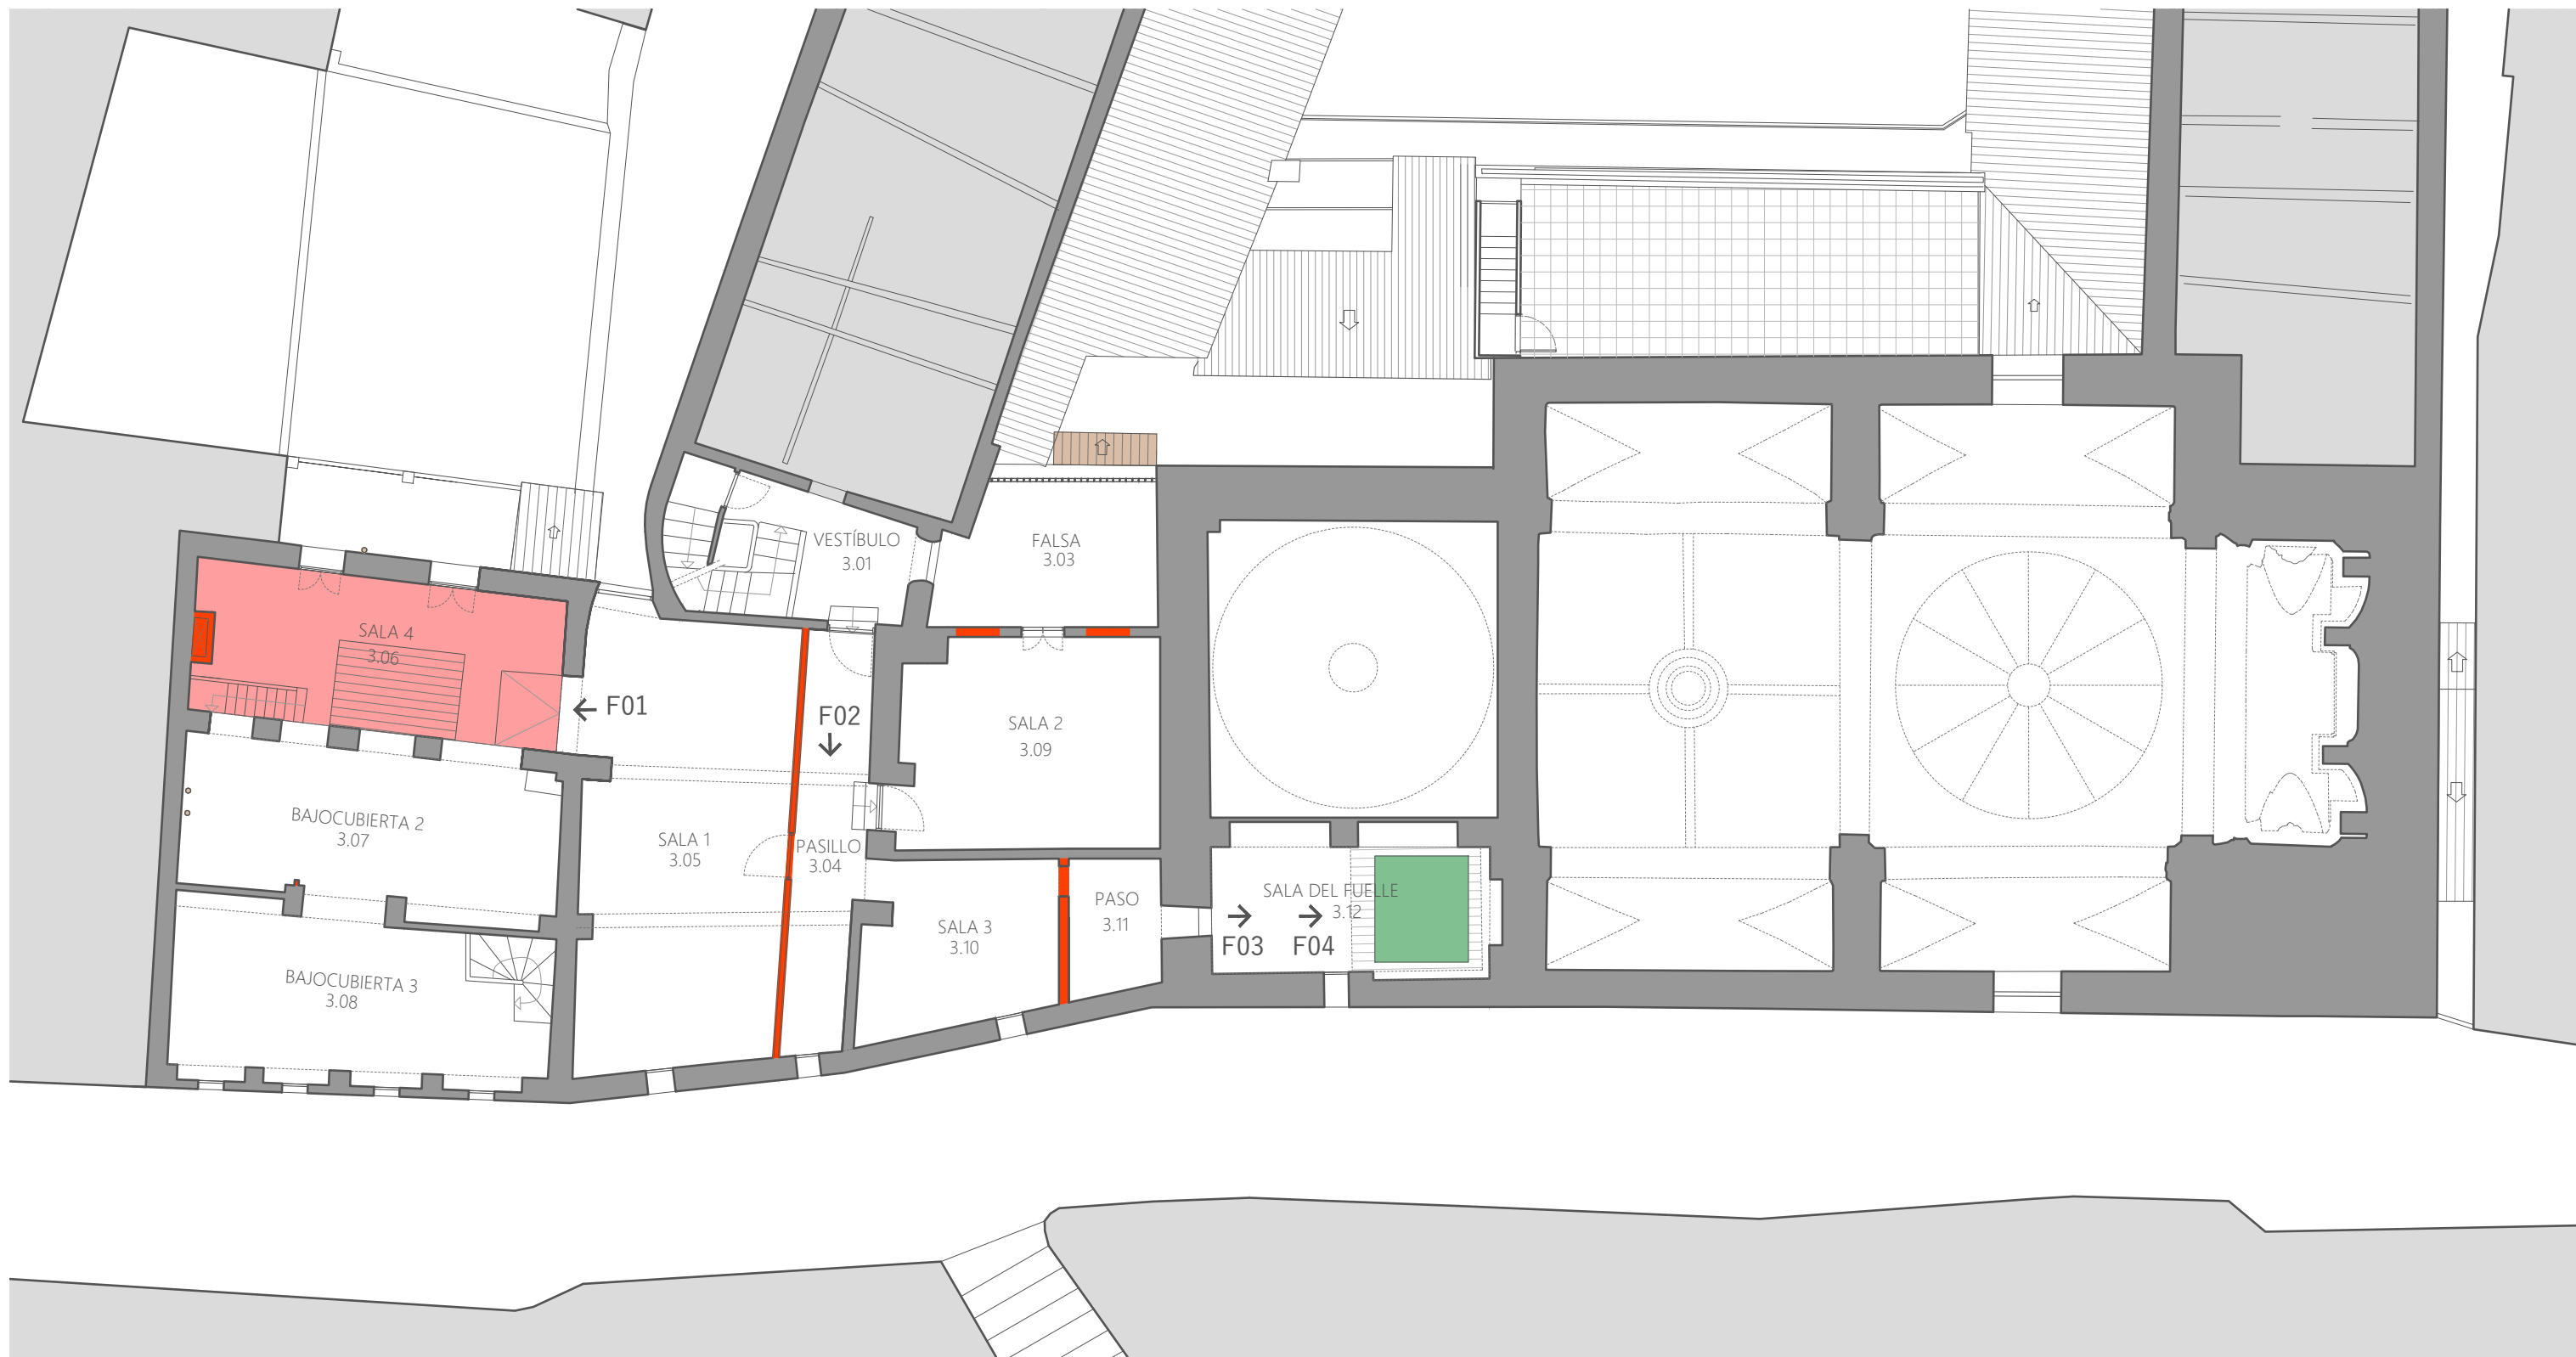 VESTÍBULO
3.01
FALSA
3.03
SALA 4
3.06
F01
F02
SALA 2
3.09
BAJOCUBIERTA 2
3.07
SALA 1
3.05
PASILLO
3.04
SALA DEL FUELLE
3.12
PASO
3.11
SALA 3
3.10
F03
F04
BAJOCUBIERTA 3
3.08